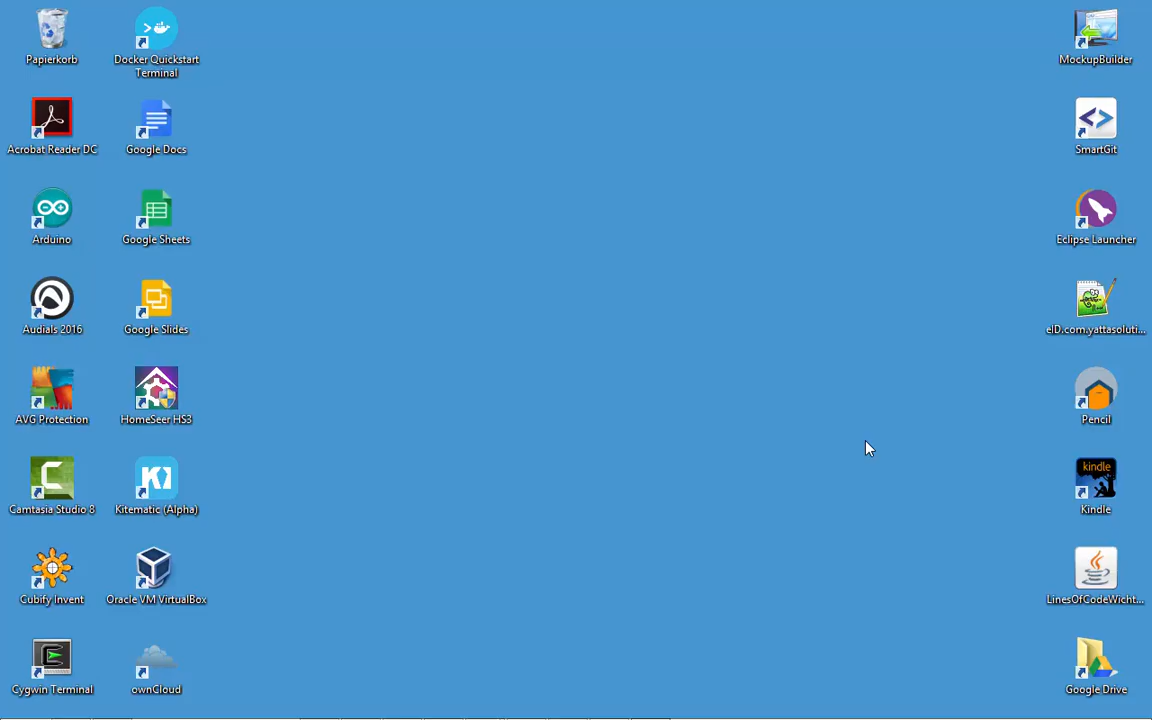 Papierkorb
Docker Quickstart
Terminal
MockupBuilder
Acrobat Reader DC
Google Docs
SmartGit
Arduino
Google Sheets
Eclipse Launcher
Audials 2016
Google Slides
eID.com.yattasoluti...
AVG Protection
HomeSeer HS3
Pencil
Camtasia Studio 8
Kitematic (Alpha)
kindle
Kindle
Cubify Invent
Oracle VM VirtualBox
LinesOfCodeWicht...
Cygwin Terminal
ownCloud
Google Drive